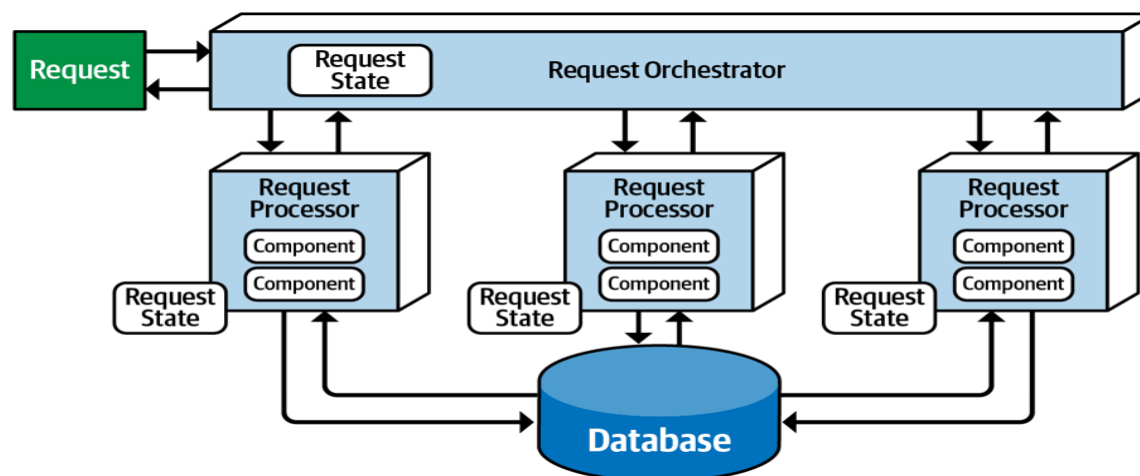 Request
Request
State
Request Orchestrator
Request
Processor
Component
Component
Request
State
Request
Processor
Component
Component
Request
State
Request
Processor
Component
Component
Request
State
Database